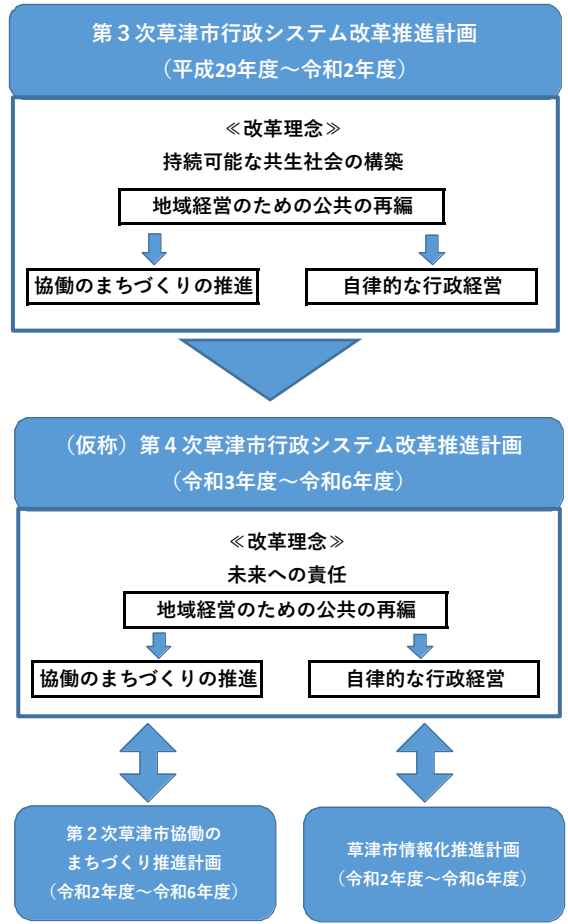 第３次草津市行政システム改革推進計画
（平成29年度～令和2年度）
≪改革理念≫
持続可能な共生社会の構築
地域経営のための公共の再編
協働のまちづくりの推進
自律的な行政経営
（仮称）第４次草津市行政システム改革推進計画
（令和3年度～令和6年度）
≪改革理念≫
未来への責任
地域経営のための公共の再編
協働のまちづくりの推進
自律的な行政経営
第２次草津市協働の
まちづくり推進計画
（令和2年度～令和6年度）
草津市情報化推進計画
（令和2年度～令和6年度）